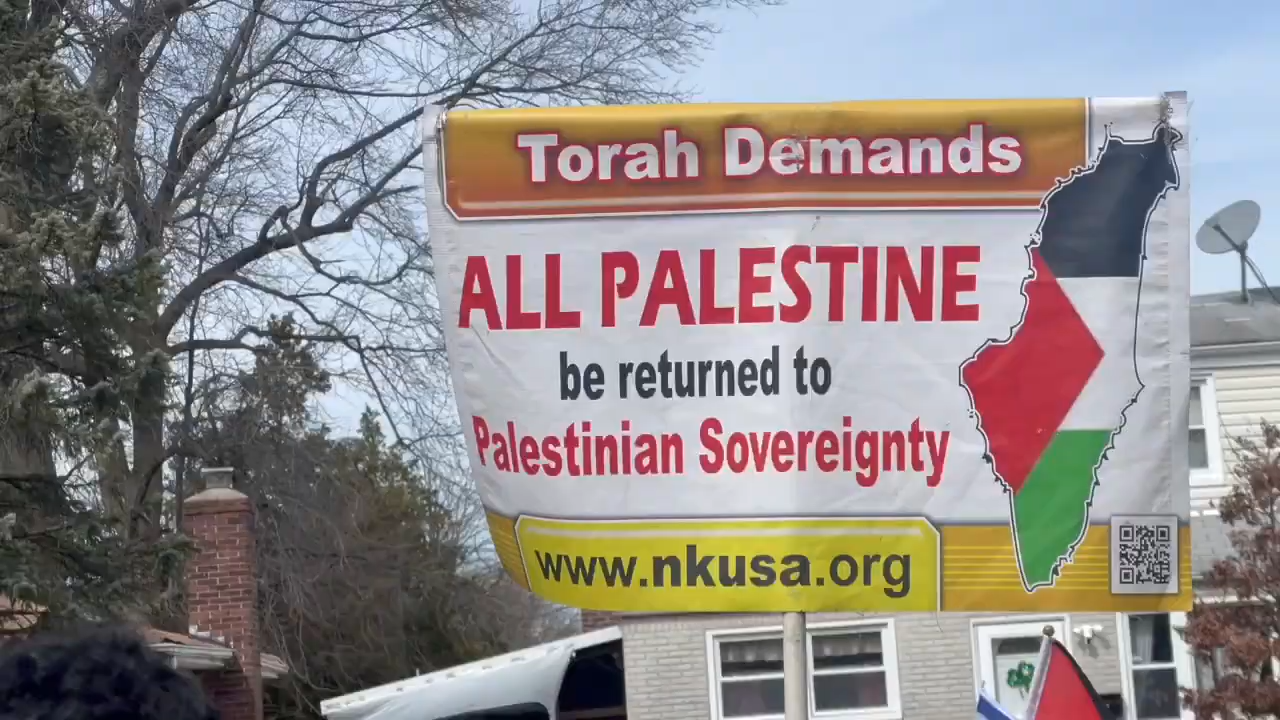 Torah Demands
ALL PALESTINE
be returned to
Palestinian Sovereignty
www.nkusa.org